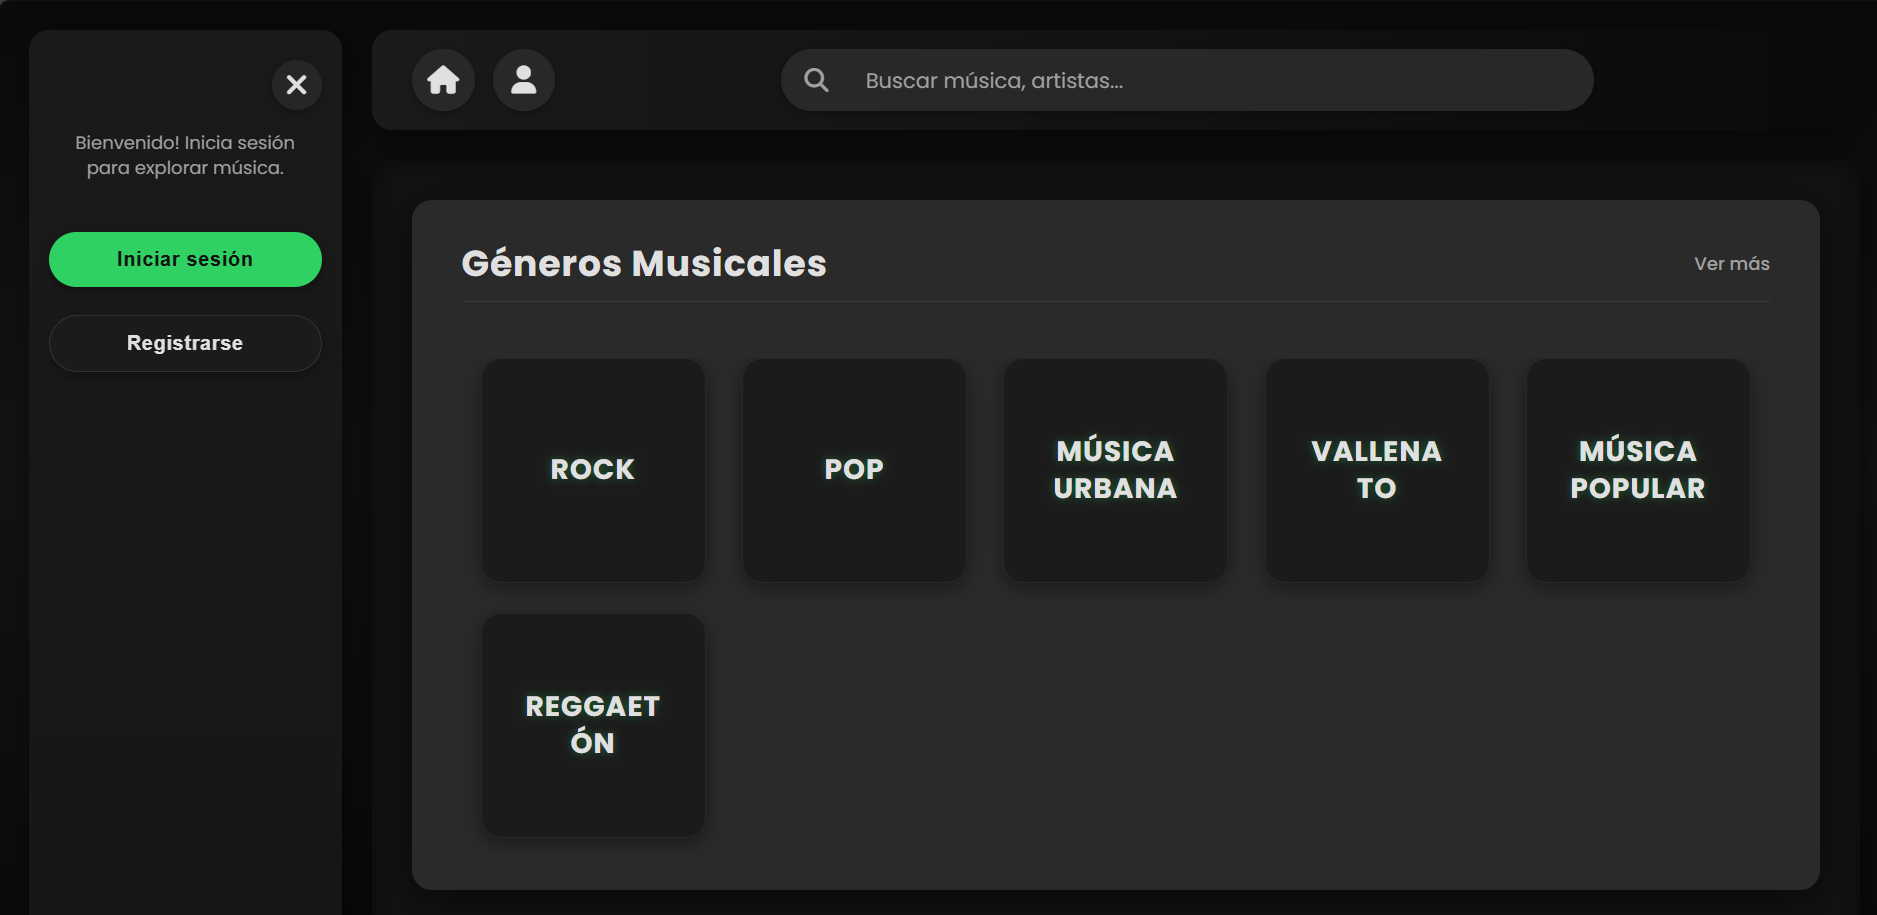 Bienvenido! Inicia sesión
para explorar música.
Iniciar sesión
Registrarse
Buscar música, artistas...
Géneros Musicales
Ver más
ROCK
POP
MÚSICA
URBANA
VALLENA
TO
MÚSICA
POPULAR
REGGAET
ÓN